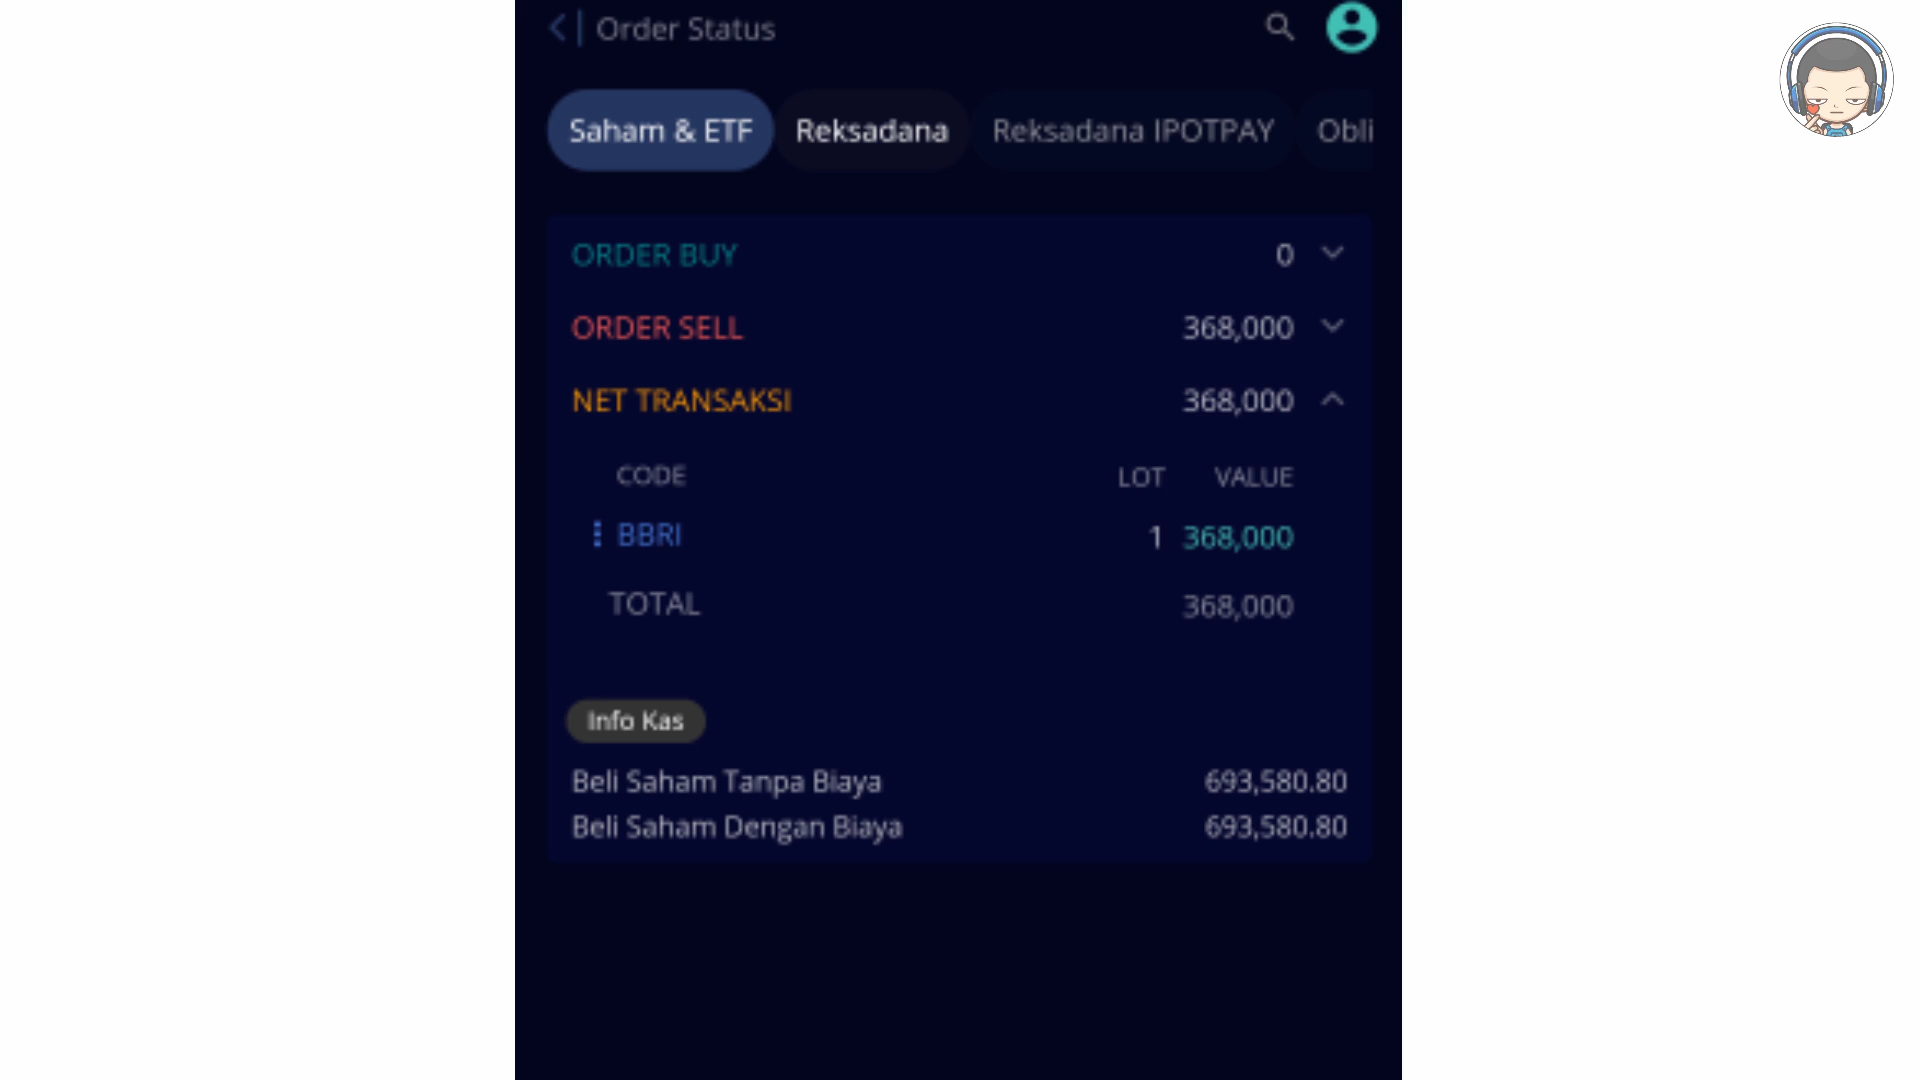 Order Status
Saham & ETF Reksadana Reksadana IPOTPAY Obli
ORDER BUY 0
ORDER SELL 368,000
NET TRANSAKSI 368,000
CODE LOT VALUE
BBRI 1 368,000
TOTAL 368,000
Info Kas
Beli Saham Tanpa Biaya 693,580.80
Beli Saham Dengan Biaya 693,580.80